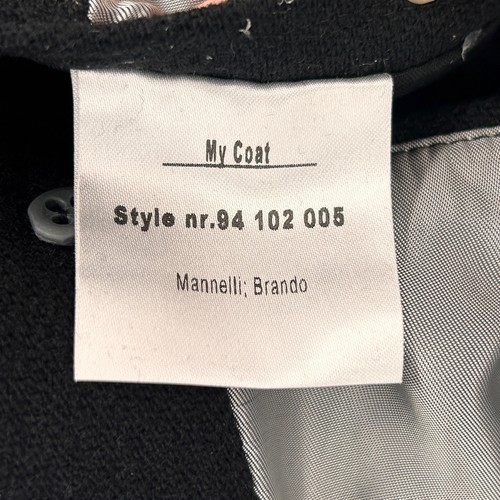 My Coat
Style nr.94 102 005
Mannelli; Brando